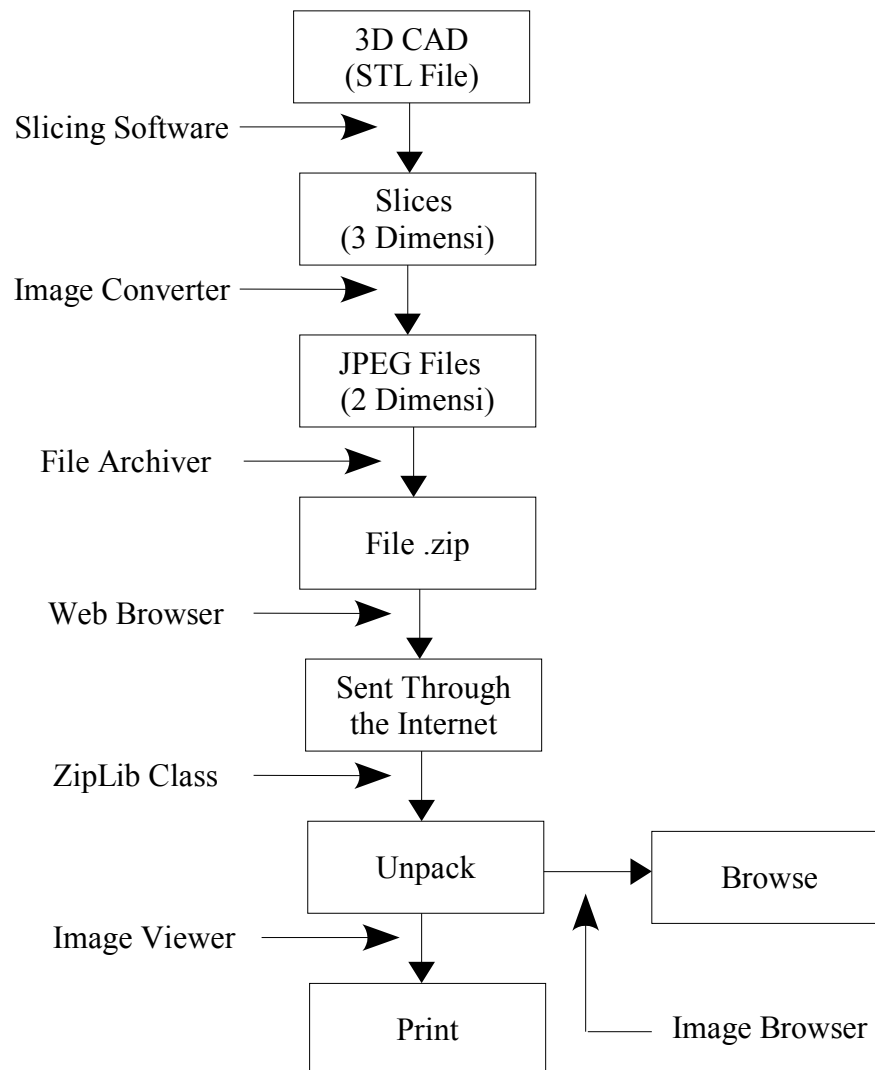 3D CAD
(STL File)
Slicing Software
Slices
(3 Dimensi)
Image Converter
JPEG Files
(2 Dimensi)
File Archiver
File .zip
Web Browser
Sent Through
the Internet
ZipLib Class
Unpack
Browse
Image Viewer
Print
Image Browser